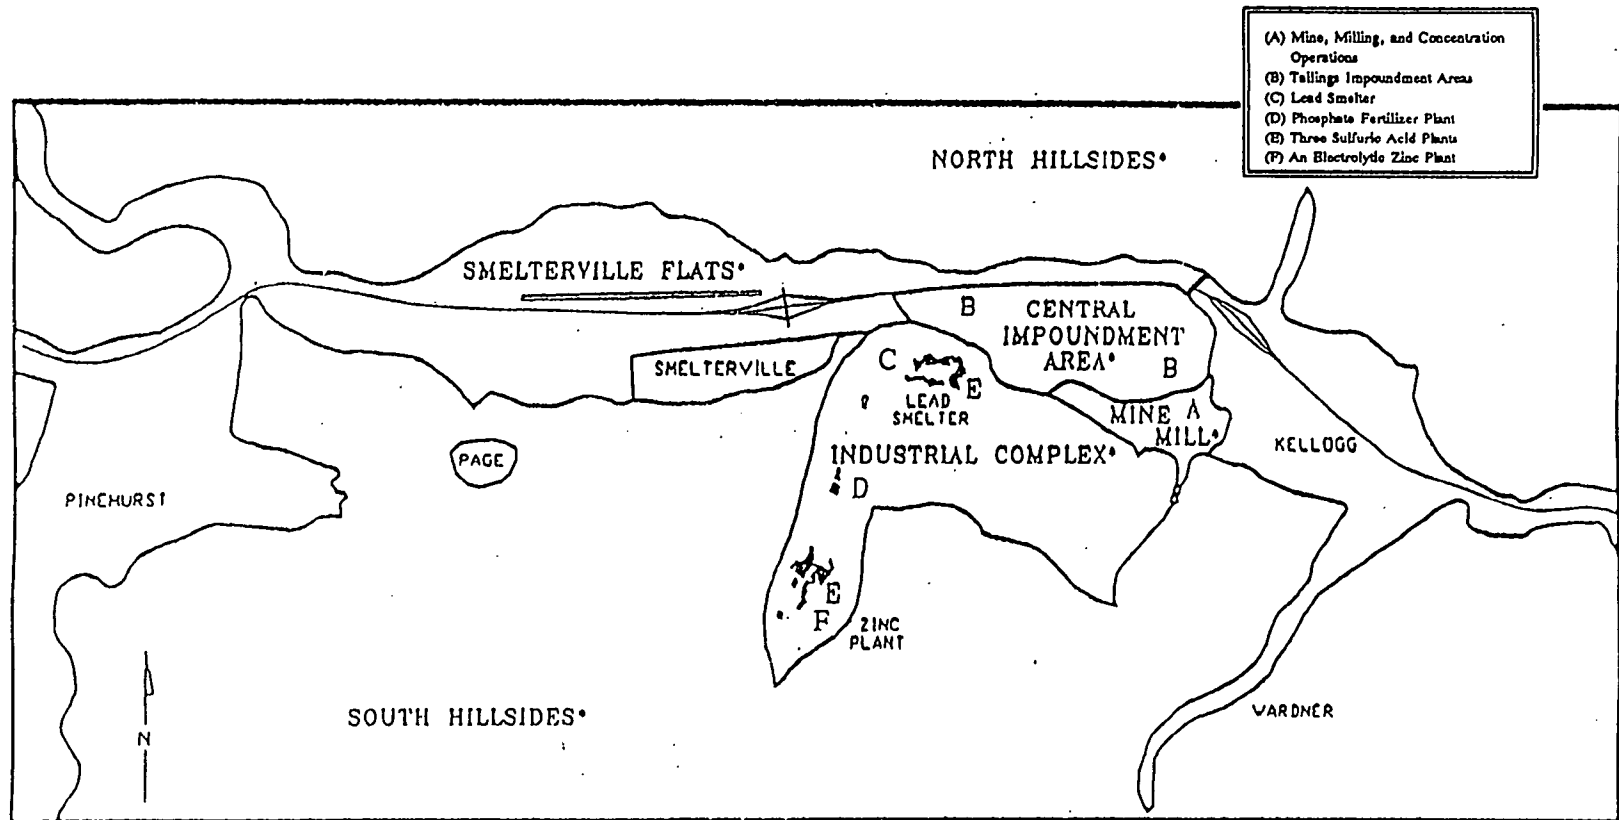 (A) Mine, Milling, and Concentration
Operations
(B) Tailings Impoundment Areas
(C) Lead Smelter
(D) Phosphate Fertilizer Plant
(E) Three Sulfuric Acid Plants
(F) An Electrolytic Zinc Plant
NORTH HILLSIDES*
SMELTERVILLE FLATS*
B
CENTRAL
IMPOUNDMENT
AREA*
B
SMELTERVILLE
C
E
LEAD
SMELTER
MINE A
MILL*
KELLOGG
INDUSTRIAL COMPLEX*
PAGE
D
PINEHURST
E
F
ZINC
PLANT
SOUTH HILLSIDES*
WARDNER
N